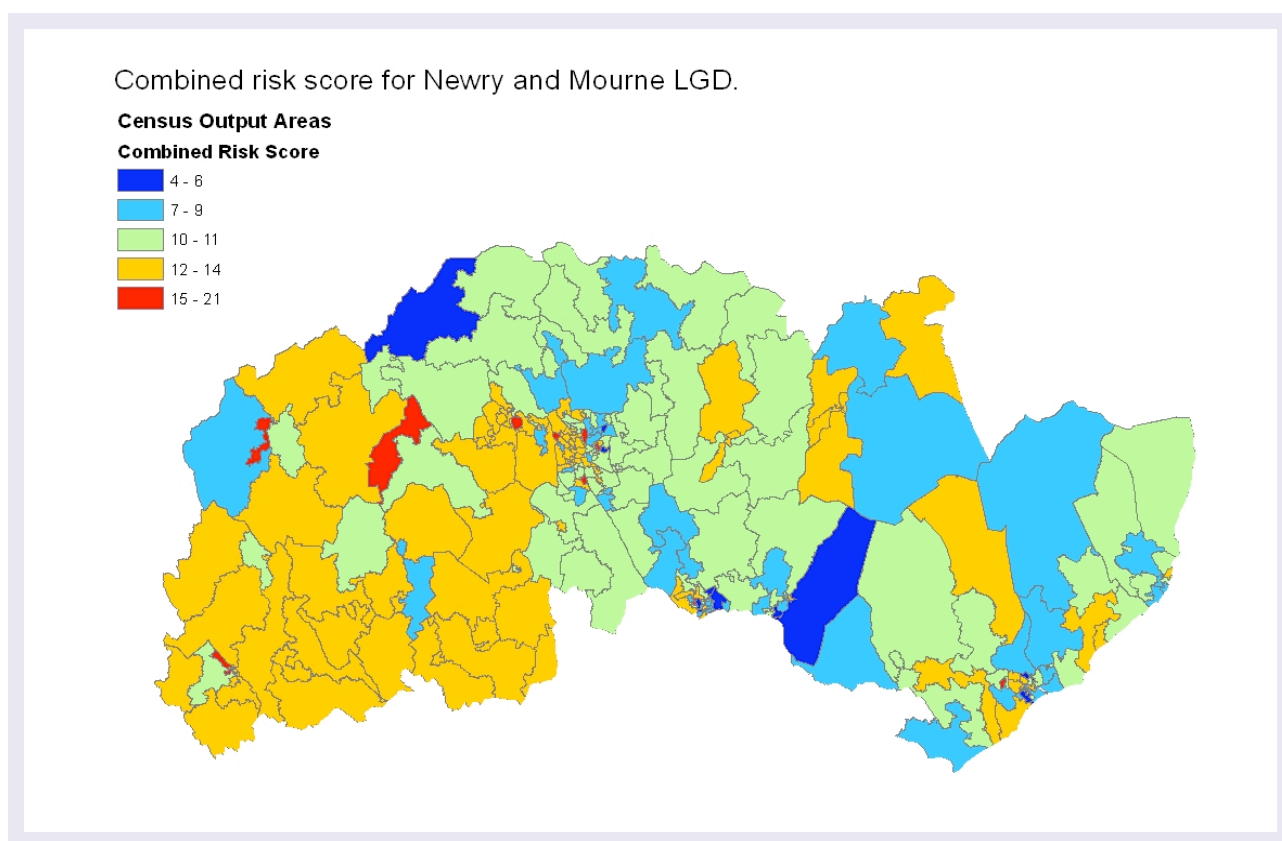 Combined risk score for Newry and Mourne LGD.
Census Output Areas
Combined Risk Score
4 - 6
7 - 9
10 - 11
12 - 14
15 - 21